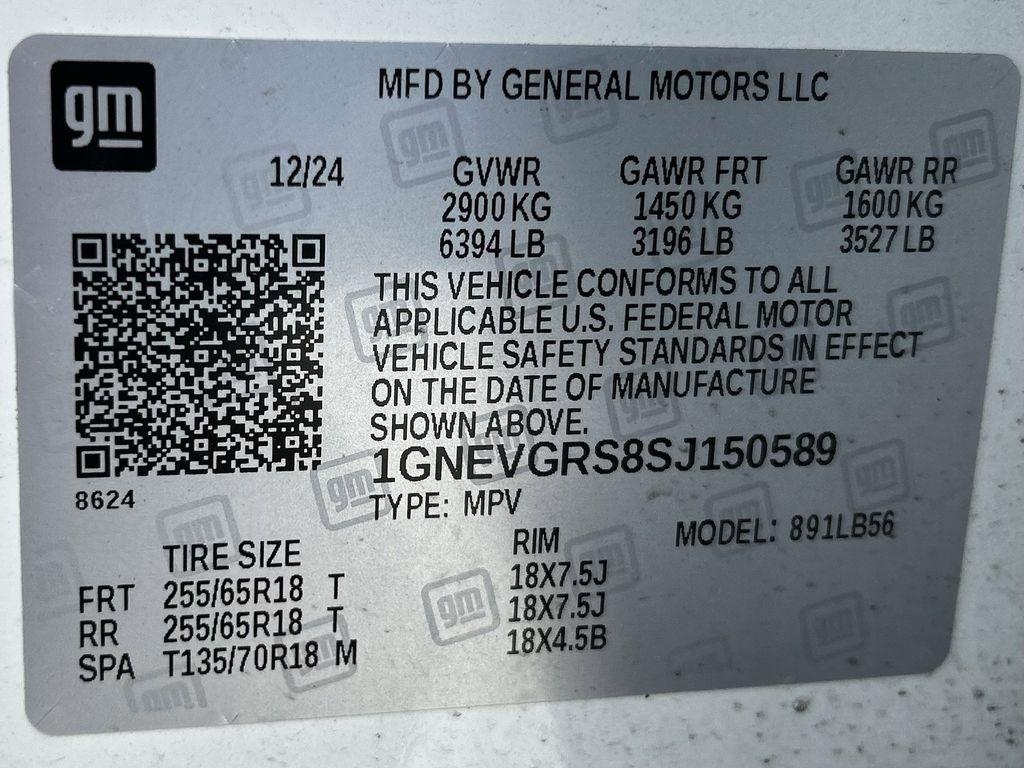 gm
MFD BY GENERAL MOTORS LLC
12/24 GVWR GAWR FRT GAWR RR
2900 KG 1450 KG 1600 KG
6394 LB 3196 LB 3527 LB
THIS VEHICLE CONFORMS TO ALL
APPLICABLE U.S. FEDERAL MOTOR
VEHICLE SAFETY STANDARDS IN EFFECT
ON THE DATE OF MANUFACTURE
SHOWN ABOVE.
1GNEVGRS8SJ150589
8624
TYPE: MPV
MODEL: 891LB56
TIRE SIZE RIM
FRT 255/65R18 T 18X7.5J
RR 255/65R18 T 18X7.5J
SPA T135/70R18 M 18X4.5B